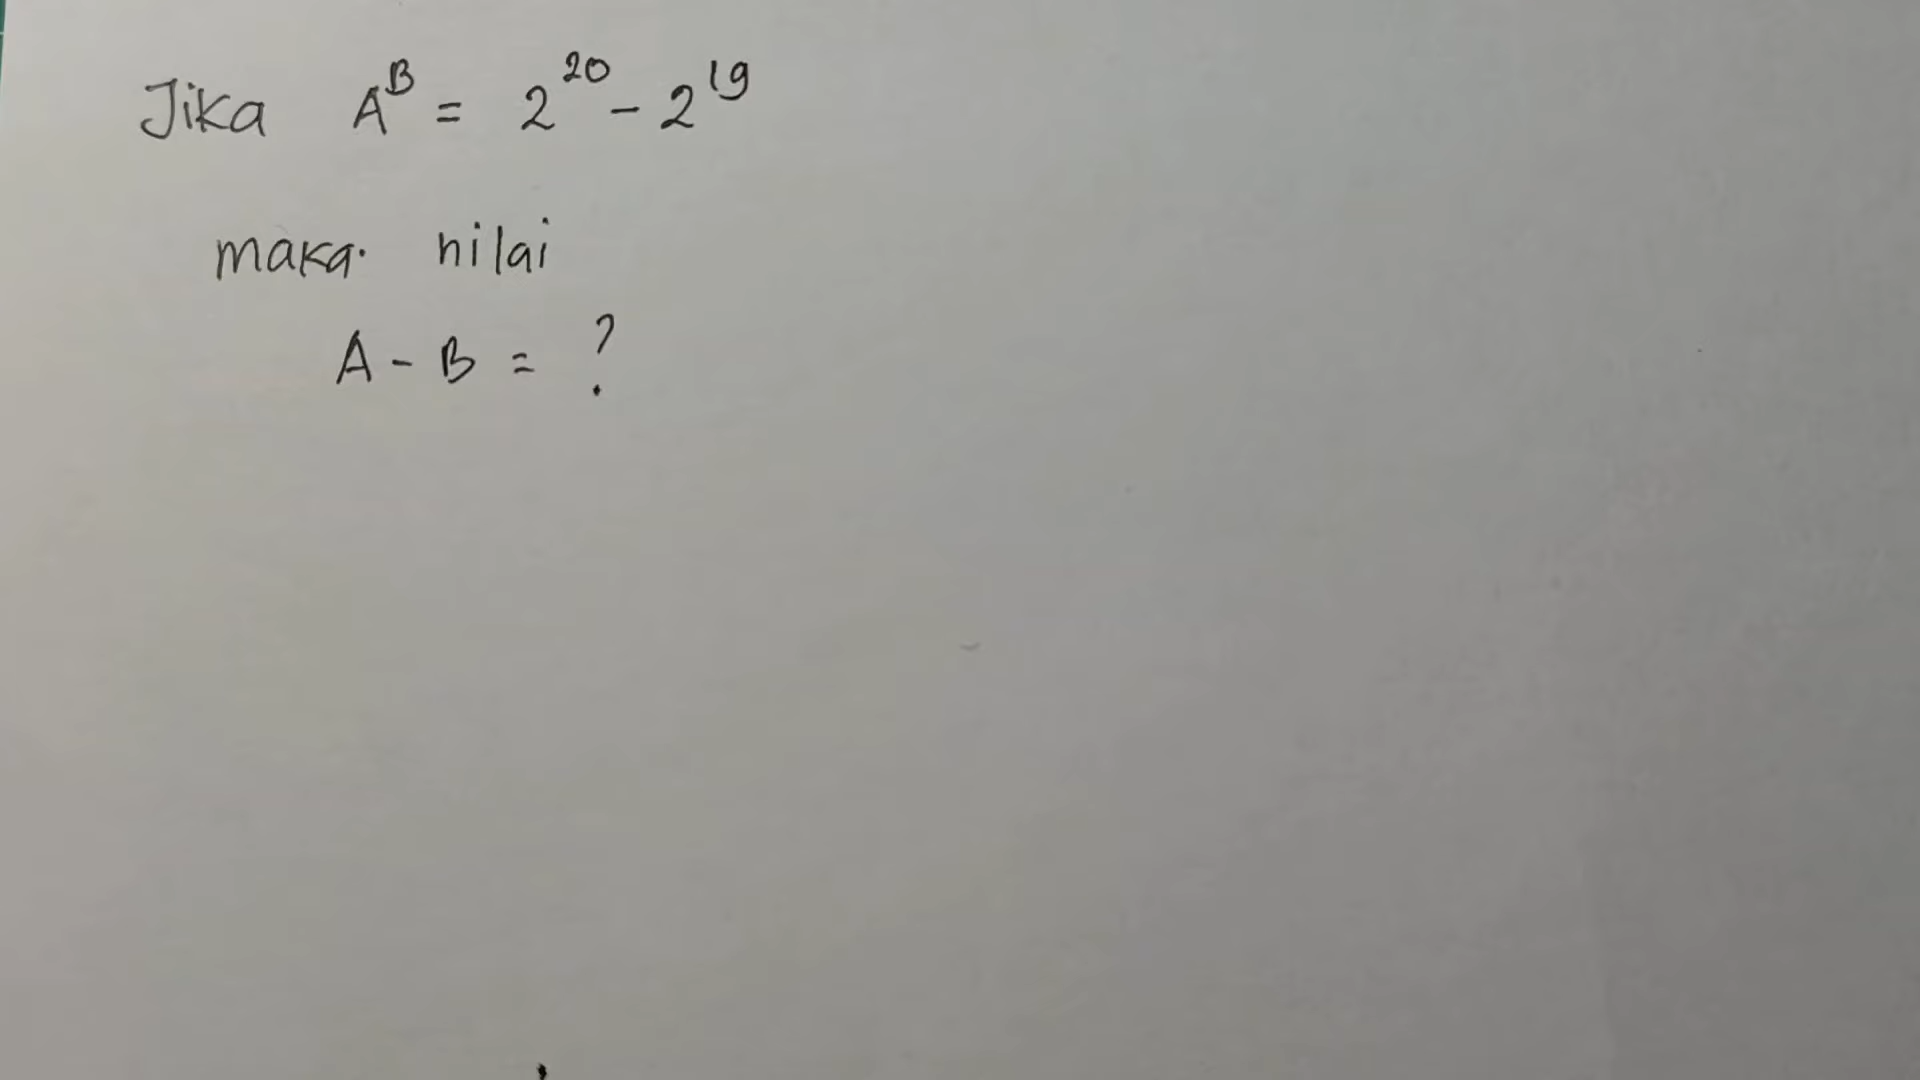 Jika A^B = 2^20 - 2^19
maka nilai
A - B = ?